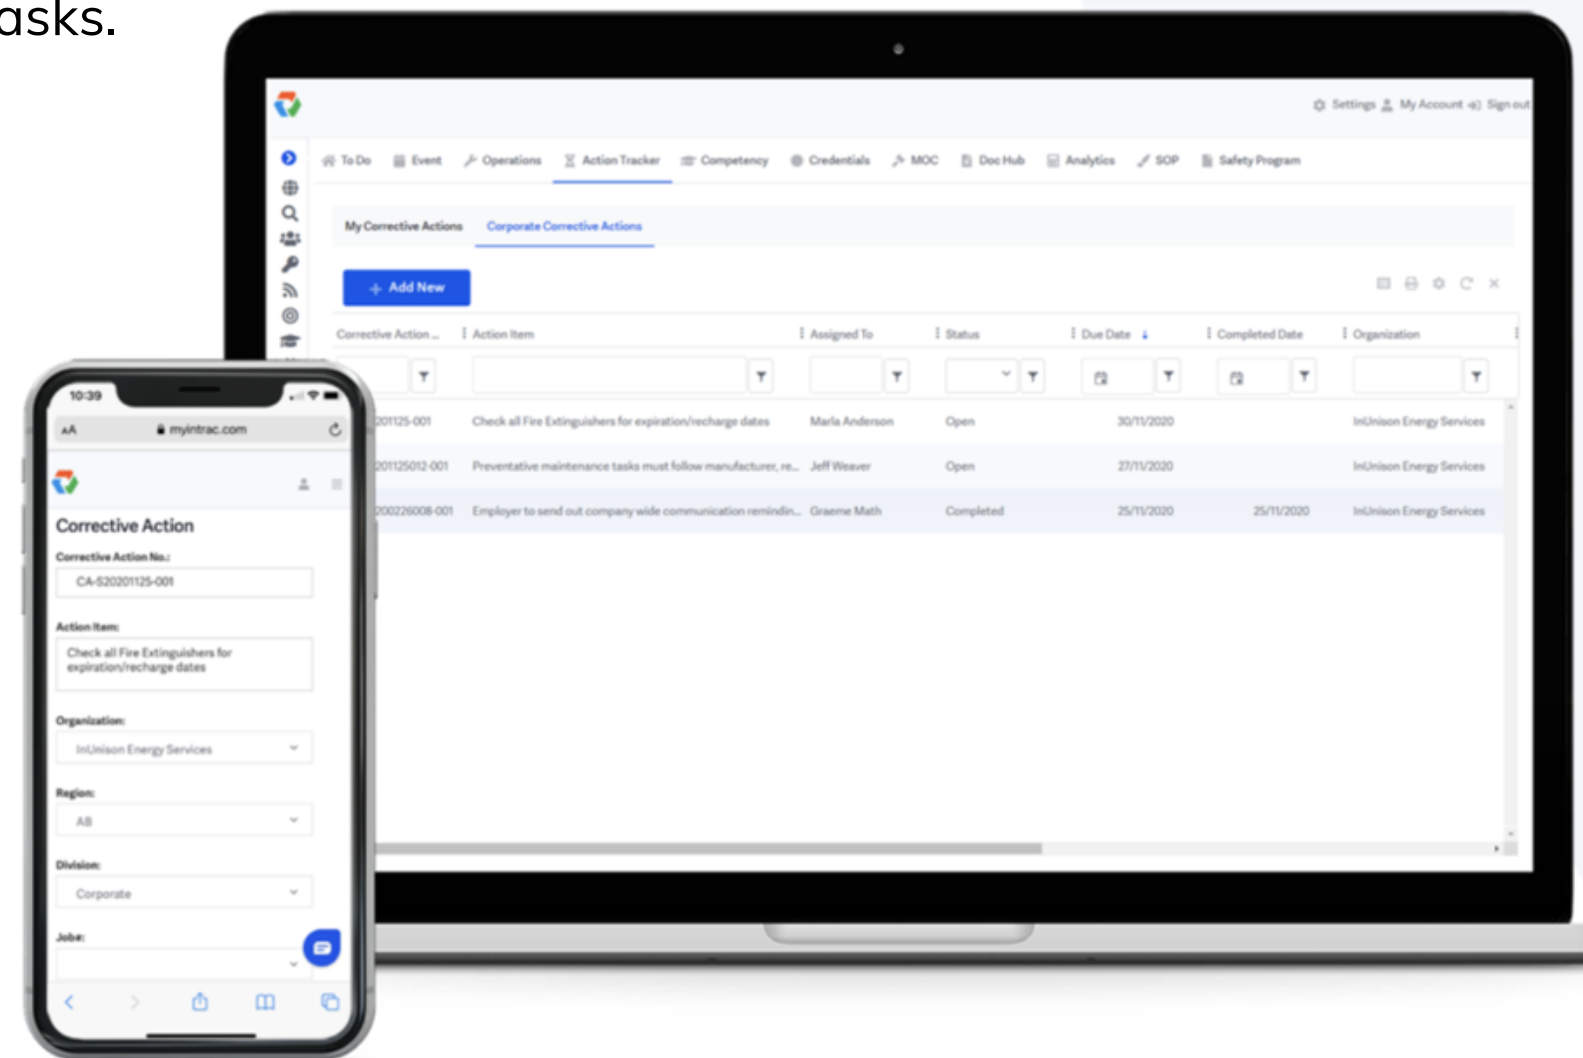 asks.
Settings My Account Sign out
To Do Event Operations Action Tracker Competency Credentials MOC Doc Hub Analytics SOP Safety Program
My Corrective Actions Corporate Corrective Actions
+ Add New
Corrective Action ... Action Item Assigned To Status Due Date Completed Date Organization
201125-001 Check all Fire Extinguishers for expiration/recharge dates Marla Anderson Open 30/11/2020 InUnison Energy Services
201125012-001 Preventative maintenance tasks must follow manufacturer, re... Jeff Weaver Open 27/11/2020 InUnison Energy Services
200226008-001 Employer to send out company wide communication remindin... Graeme Math Completed 25/11/2020 25/11/2020 InUnison Energy Services
10:39
AA myintrac.com
Corrective Action
Corrective Action No.:
CA-S20201125-001
Action Item:
Check all Fire Extinguishers for
expiration/recharge dates
Organization:
InUnison Energy Services
Region:
AB
Division:
Corporate
Job#: